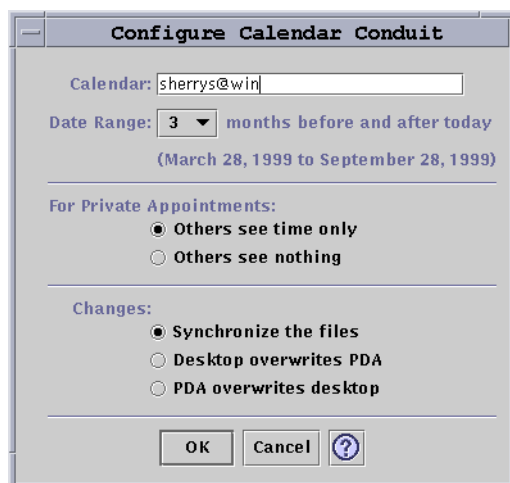 Configure Calendar Conduit
Calendar: sherrys@win
Date Range: 3 months before and after today
(March 28, 1999 to September 28, 1999)
For Private Appointments:
Others see time only
Others see nothing
Changes:
Synchronize the files
Desktop overwrites PDA
PDA overwrites desktop
OK Cancel ?